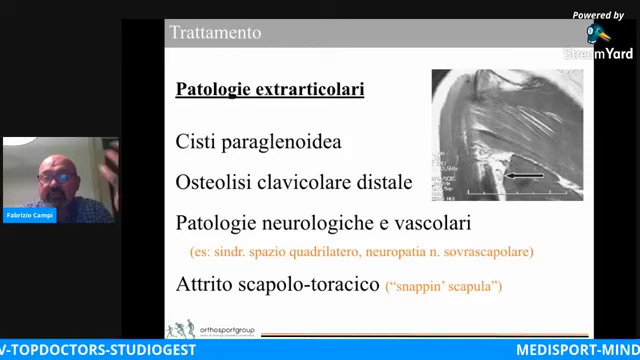 Powered by
StreamYard
Trattamento
Patologie extrarticolari
Cisti paraglenoidea
Osteolisi clavicolare distale
Patologie neurologiche e vascolari
(es: sindr. spazio quadrilatero, neuropatia n. sovrascapolare)
Attrito scapolo-toracico (“snappin’ scapula”)
Fabrizio Campi
orthosportgroup
V-TOPDOCTORS-STUDIOGEST
MEDISPORT-MIND